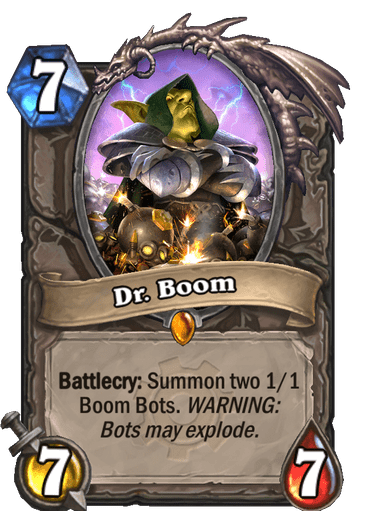 7
Dr. Boom
Battlecry: Summon two 1/1
Boom Bots. WARNING:
Bots may explode.
7
7